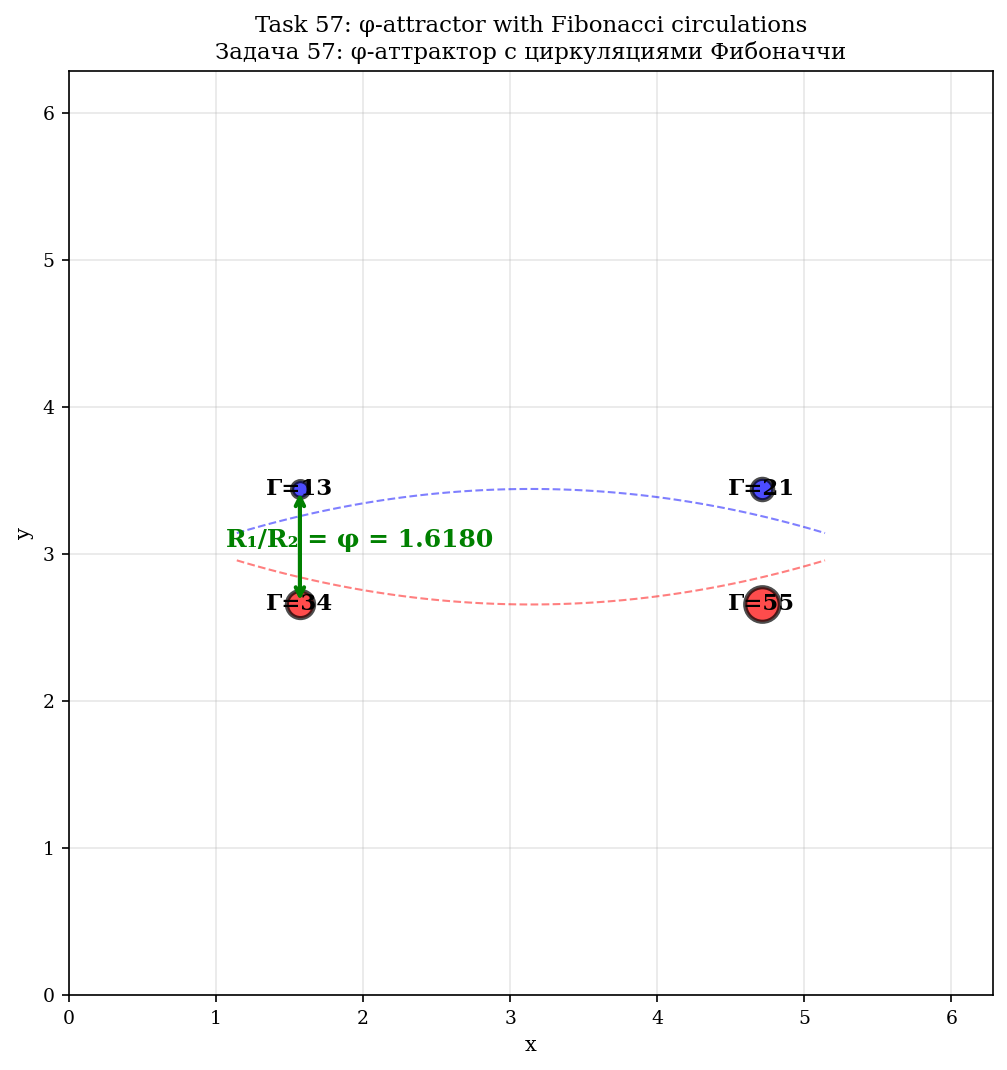 Task 57: φ-attractor with Fibonacci circulations
Задача 57: φ-аттрактор с циркуляциями Фибоначчи
6
5
4
Γ=13
Γ=21
y
3
R₁/R₂ = φ = 1.6180
Γ=34
Γ=55
2
1
0
0 1 2 3 4 5 6
x